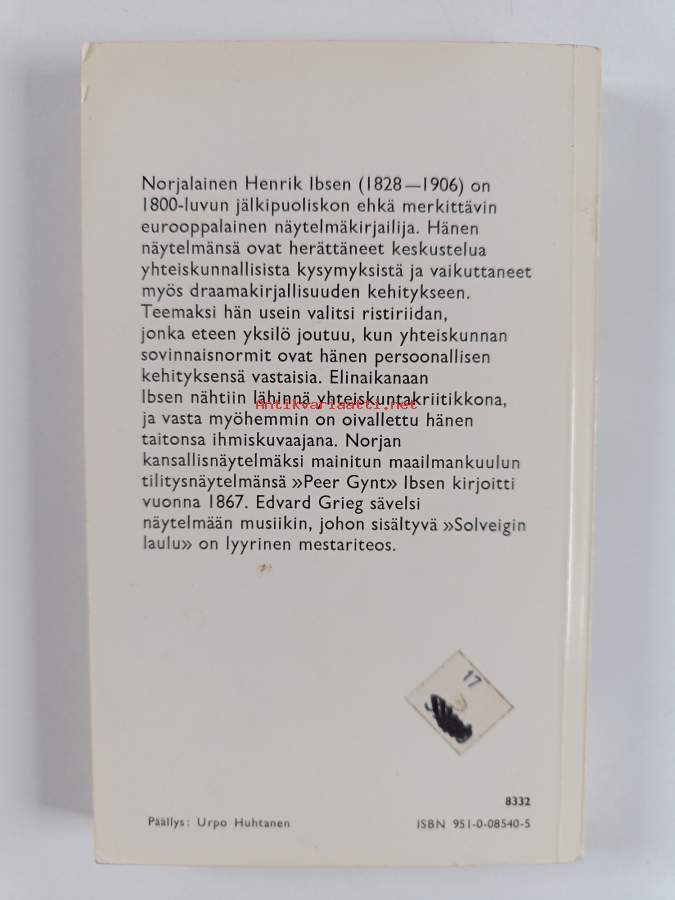 Norjalainen Henrik Ibsen (1828—1906) on
1800-luvun jälkipuoliskon ehkä merkittävin
eurooppalainen näytelmäkirjailija. Hänen
näytelmänsä ovat herättäneet keskustelua
yhteiskunnallisista kysymyksistä ja vaikuttaneet
myös draamakirjallisuuden kehitykseen.
Teemaksi hän usein valitsi ristiriidan,
jonka eteen yksilö joutuu, kun yhteiskunnan
sovinnaisnormit ovat hänen persoonallisen
kehityksensä vastaisia. Elinaikanaan
Ibsen nähtiin lähinnä yhteiskuntakriitikkona,
Antikvariaatti.net
ja vasta myöhemmin on oivallettu hänen
taitonsa ihmiskuvaajana. Norjan
kansallisnäytelmäksi mainitun maailmankuulun
tilitysnäytelmänsä »Peer Gynt» Ibsen kirjoitti
vuonna 1867. Edvard Grieg sävelsi
näytelmään musiikin, johon sisältyvä »Solveigin
laulu» on lyyrinen mestariteos.
17
8332
Päällys: Urpo Huhtanen
ISBN 951-0-08540-5